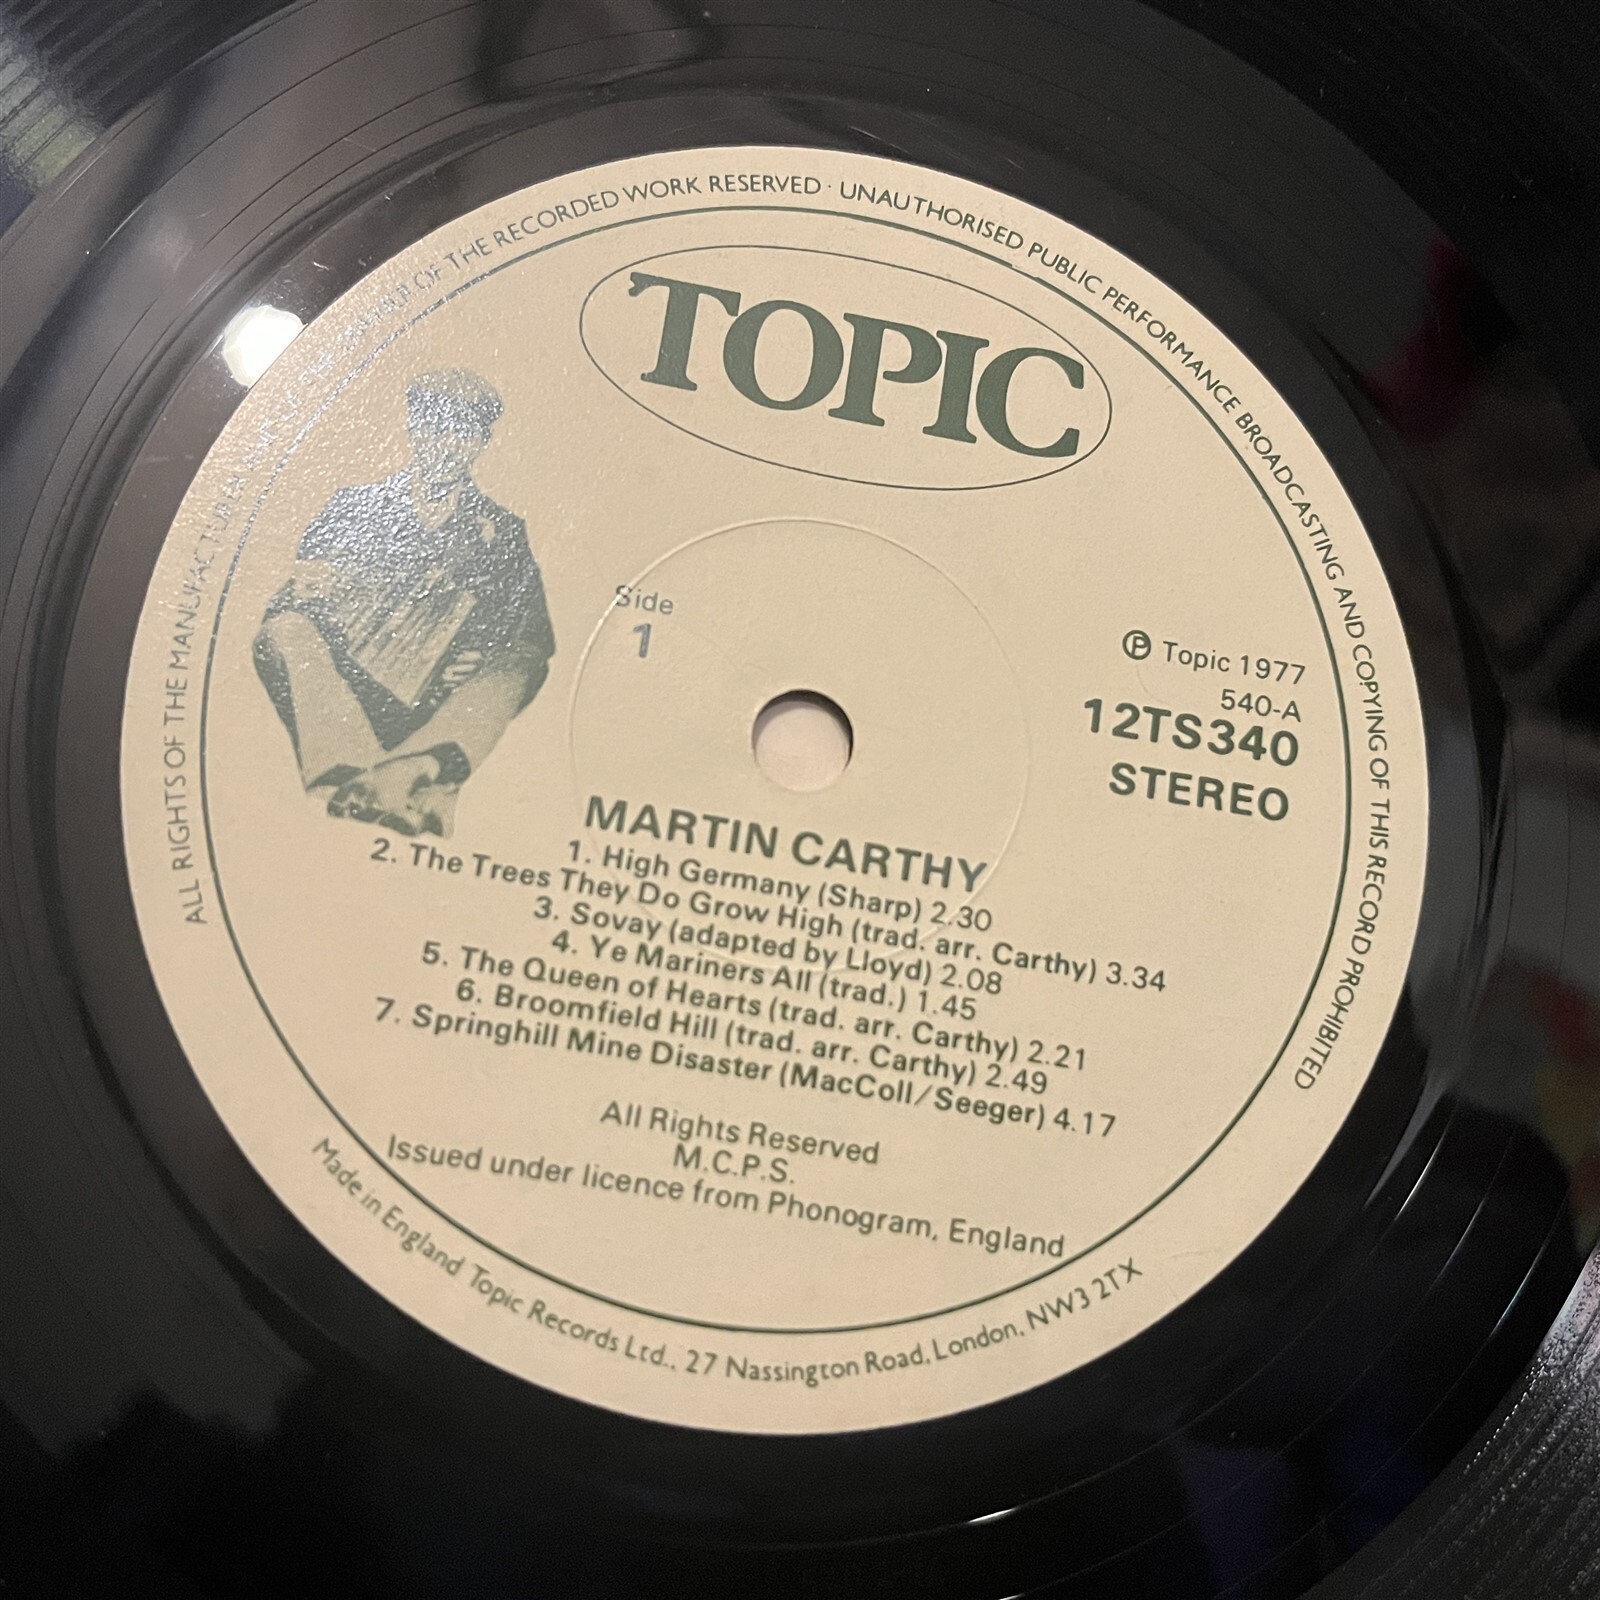 ALL RIGHTS OF THE MANUFACTURER AND OF THE OWNER OF THE RECORDED WORK RESERVED · UNAUTHORISED PUBLIC PERFORMANCE BROADCASTING AND COPYING OF THIS RECORD PROHIBITED
TOPIC
Side
1
℗ Topic 1977
540-A
12TS340
STEREO
MARTIN CARTHY
1. High Germany (Sharp) 2.30
2. The Trees They Do Grow High (trad. arr. Carthy) 3.34
3. Sovay (adapted by Lloyd) 2.08
4. Ye Mariners All (trad.) 1.45
5. The Queen of Hearts (trad. arr. Carthy) 2.21
6. Broomfield Hill (trad. arr. Carthy) 2.49
7. Springhill Mine Disaster (MacColl/Seeger) 4.17
All Rights Reserved
M.C.P.S.
Issued under licence from Phonogram, England
Made in England Topic Records Ltd., 27 Nassington Road, London, NW3 2TX